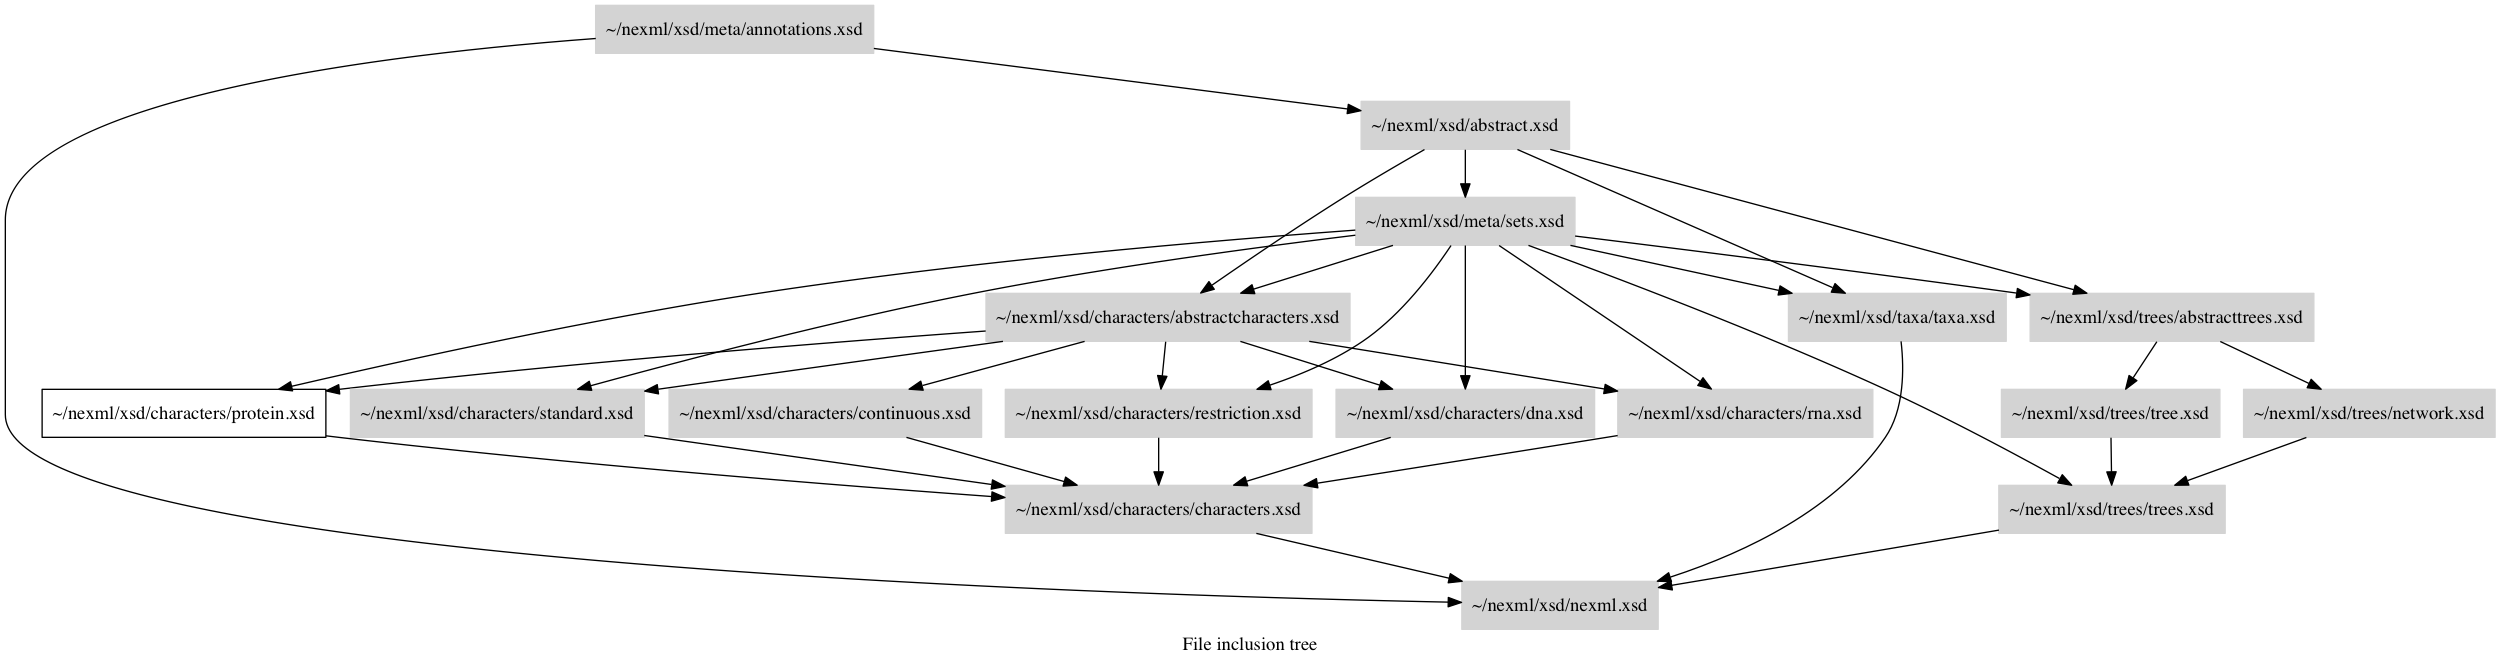 ~/nexml/xsd/meta/annotations.xsd
~/nexml/xsd/abstract.xsd
~/nexml/xsd/meta/sets.xsd
~/nexml/xsd/characters/abstractcharacters.xsd
~/nexml/xsd/taxa/taxa.xsd
~/nexml/xsd/trees/abstracttrees.xsd
~/nexml/xsd/characters/protein.xsd
~/nexml/xsd/characters/standard.xsd
~/nexml/xsd/characters/continuous.xsd
~/nexml/xsd/characters/restriction.xsd
~/nexml/xsd/characters/dna.xsd
~/nexml/xsd/characters/rna.xsd
~/nexml/xsd/trees/tree.xsd
~/nexml/xsd/trees/network.xsd
~/nexml/xsd/characters/characters.xsd
~/nexml/xsd/trees/trees.xsd
~/nexml/xsd/nexml.xsd
File inclusion tree